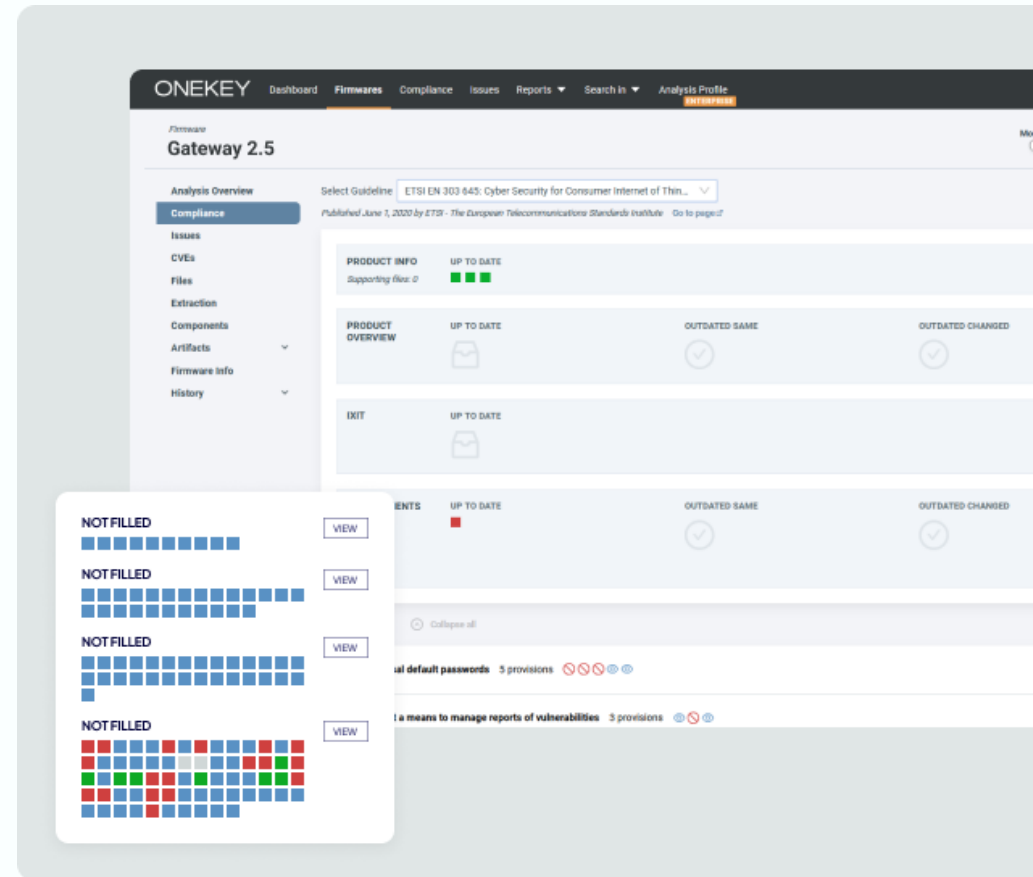 ONEKEY Dashboard Firmwares Compliance Issues Reports Search in Analysis Profile
ENTERPRISE
Firmware
Gateway 2.5
Analysis Overview
Compliance
Issues
CVEs
Files
Extraction
Components
Artifacts
Firmware Info
History
Select Guideline ETSI EN 303 645: Cyber Security for Consumer Internet of Thin...
Published June 1, 2020 by ETSI - The European Telecommunications Standards Institute Go to page
PRODUCT INFO UP TO DATE
Supporting files: 0
PRODUCT OVERVIEW UP TO DATE OUTDATED SAME OUTDATED CHANGED
IXIT UP TO DATE
UP TO DATE OUTDATED SAME OUTDATED CHANGED
Collapse all
default passwords 5 provisions
a means to manage reports of vulnerabilities 3 provisions
NOT FILLED VIEW
NOT FILLED VIEW
NOT FILLED VIEW
NOT FILLED VIEW